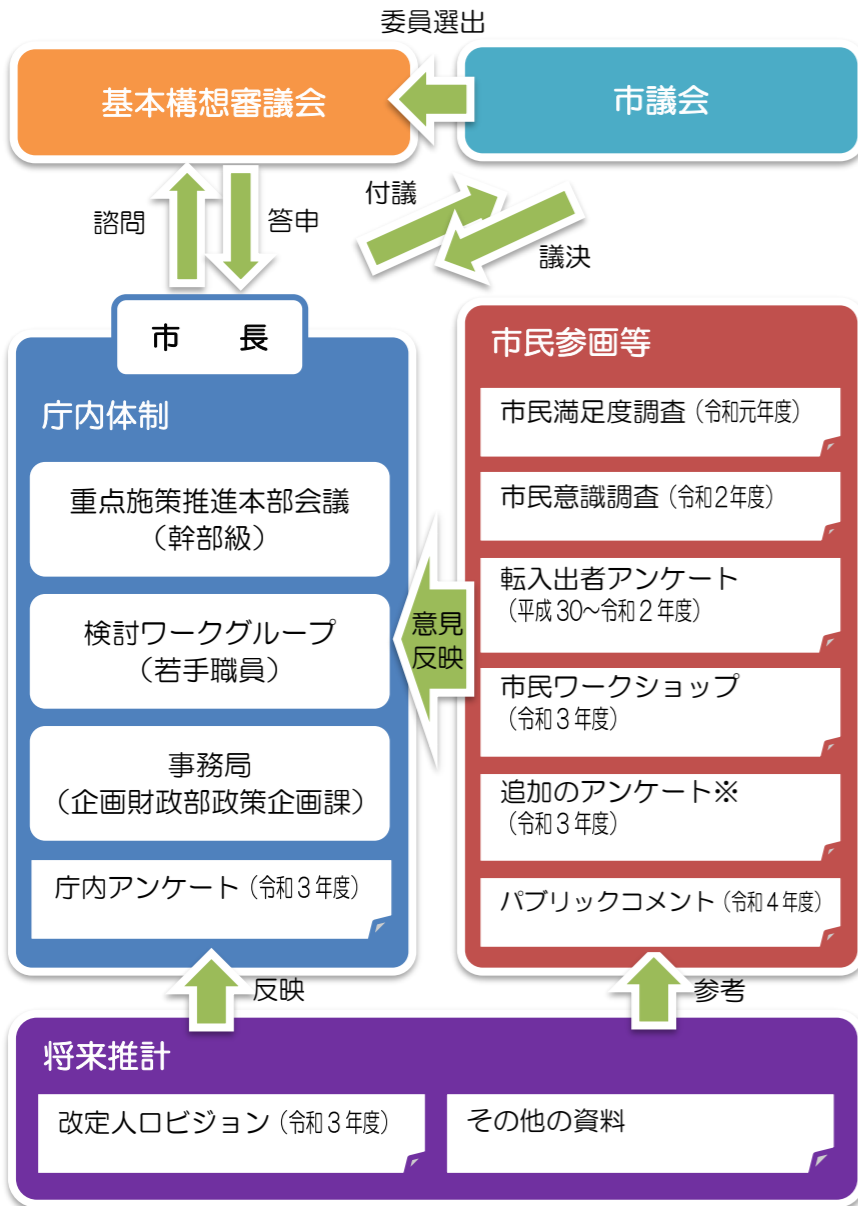 委員選出
基本構想審議会
市議会
諮問
答申
付議
議決
市　長
庁内体制
重点施策推進本部会議
（幹部級）
検討ワークグループ
（若手職員）
事務局
（企画財政部政策企画課）
庁内アンケート（令和３年度）
意見
反映
市民参画等
市民満足度調査（令和元年度）
市民意識調査（令和２年度）
転入出者アンケート
（平成30～令和２年度）
市民ワークショップ
（令和３年度）
追加のアンケート※
（令和３年度）
パブリックコメント（令和４年度）
反映
参考
将来推計
改定人口ビジョン（令和３年度）
その他の資料